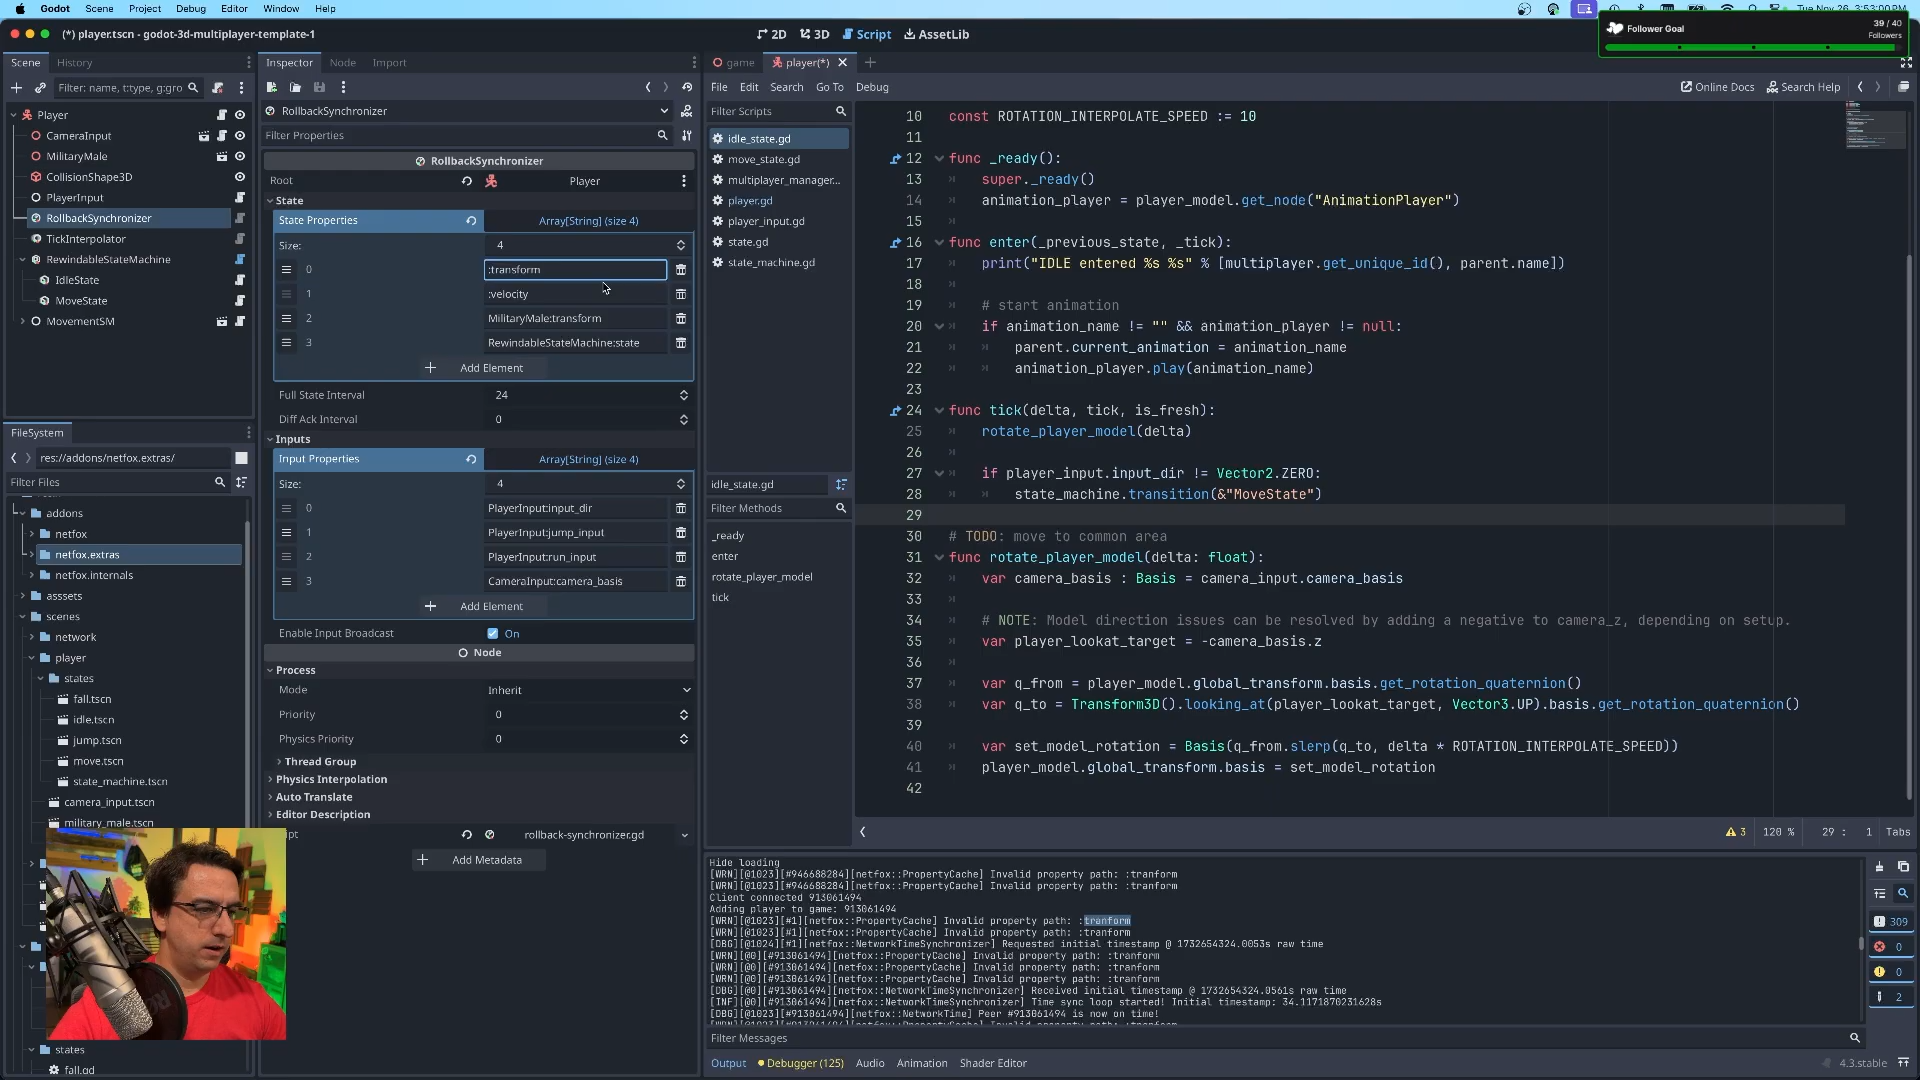 Godot Scene Project Debug Editor Window Help
Tue Nov 26 3:53:00 PM
(*) player.tscn - godot-3d-multiplayer-template-1
2D 3D Script AssetLib
Follower Goal
39 / 40
Followers
Scene History
Filter: name, t:type, g:gro
Player
CameraInput
MilitaryMale
CollisionShape3D
PlayerInput
RollbackSynchronizer
TickInterpolator
RewindableStateMachine
IdleState
MoveState
MovementSM
FileSystem
res://addons/netfox.extras/
Filter Files
addons
netfox
netfox.extras
netfox.internals
asssets
scenes
network
player
states
fall.tscn
idle.tscn
jump.tscn
move.tscn
state_machine.tscn
camera_input.tscn
military_male.tscn
states
fall.gd
Inspector Node Import
RollbackSynchronizer
Filter Properties
RollbackSynchronizer
Root Player
State
State Properties Array[String] (size 4)
Size: 4
0 :transform
1 :velocity
2 MilitaryMale:transform
3 RewindableStateMachine:state
Add Element
Full State Interval 24
Diff Ack Interval 0
Inputs
Input Properties Array[String] (size 4)
Size: 4
0 PlayerInput:input_dir
1 PlayerInput:jump_input
2 PlayerInput:run_input
3 CameraInput:camera_basis
Add Element
Enable Input Broadcast On
Node
Process
Mode Inherit
Priority 0
Physics Priority 0
Thread Group
Physics Interpolation
Auto Translate
Editor Description
ipt rollback-synchronizer.gd
Add Metadata
game player(*)
File Edit Search Go To Debug
Online Docs Search Help
Filter Scripts
idle_state.gd
move_state.gd
multiplayer_manager...
player.gd
player_input.gd
state.gd
state_machine.gd
idle_state.gd
Filter Methods
_ready
enter
rotate_player_model
tick
10 const ROTATION_INTERPOLATE_SPEED := 10
11
12 func _ready():
13 super._ready()
14 animation_player = player_model.get_node("AnimationPlayer")
15
16 func enter(_previous_state, _tick):
17 print("IDLE entered %s %s" % [multiplayer.get_unique_id(), parent.name])
18
19 # start animation
20 if animation_name != "" && animation_player != null:
21 parent.current_animation = animation_name
22 animation_player.play(animation_name)
23
24 func tick(delta, tick, is_fresh):
25 rotate_player_model(delta)
26
27 if player_input.input_dir != Vector2.ZERO:
28 state_machine.transition(&"MoveState")
29
30 # TODO: move to common area
31 func rotate_player_model(delta: float):
32 var camera_basis : Basis = camera_input.camera_basis
33
34 # NOTE: Model direction issues can be resolved by adding a negative to camera_z, depending on setup.
35 var player_lookat_target = -camera_basis.z
36
37 var q_from = player_model.global_transform.basis.get_rotation_quaternion()
38 var q_to = Transform3D().looking_at(player_lookat_target, Vector3.UP).basis.get_rotation_quaternion()
39
40 var set_model_rotation = Basis(q_from.slerp(q_to, delta * ROTATION_INTERPOLATE_SPEED))
41 player_model.global_transform.basis = set_model_rotation
42
3 120 % 29 : 1 Tabs
Hide loading
[WRN][@1023][#946688284][netfox::PropertyCache] Invalid property path: :tranform
[WRN][@1023][#946688284][netfox::PropertyCache] Invalid property path: :tranform
Client connected 913061494
Adding player to game: 913061494
[WRN][@1023][#1][netfox::PropertyCache] Invalid property path: :tranform
[WRN][@1023][#1][netfox::PropertyCache] Invalid property path: :tranform
[DBG][@1024][#1][netfox::NetworkTimeSynchronizer] Requested initial timestamp @ 1732654324.0053s raw time
[WRN][@0][#913061494][netfox::PropertyCache] Invalid property path: :tranform
[WRN][@0][#913061494][netfox::PropertyCache] Invalid property path: :tranform
[WRN][@0][#913061494][netfox::PropertyCache] Invalid property path: :tranform
[DBG][@0][#913061494][netfox::NetworkTimeSynchronizer] Received initial timestamp @ 1732654324.0561s raw time
[INF][@0][#913061494][netfox::NetworkTimeSynchronizer] Time sync loop started! Initial timestamp: 34.1171870231628s
[DBG][@1023][#913061494][netfox::NetworkTime] Peer #913061494 is now on time!
[WRN][@1023][#913061494][netfox::PropertyCache] Invalid property path: :tranform
309
0
0
2
Filter Messages
Output Debugger (125) Audio Animation Shader Editor
4.3.stable